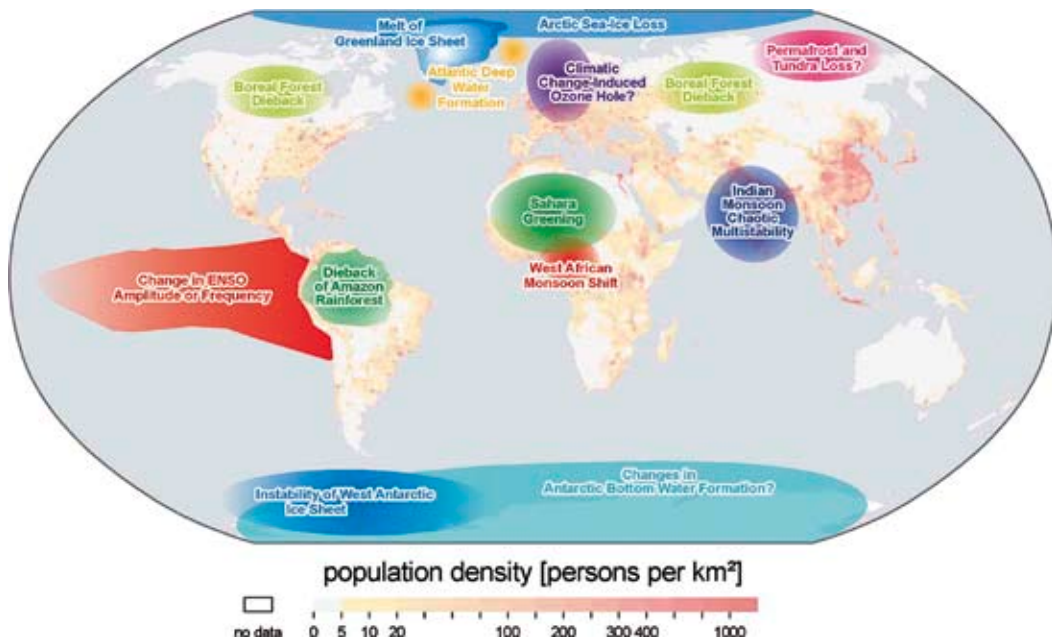 Melt of
Greenland Ice Sheet
Arctic Sea-Ice Loss
Atlantic Deep
Water
Formation
Climatic
Change-Induced
Ozone Hole?
Permafrost and
Tundra Loss?
Boreal Forest
Dieback
Boreal Forest
Dieback
Sahara
Greening
Indian
Monsoon
Chaotic
Multistability
West African
Monsoon Shift
Change in ENSO
Amplitude or Frequency
Dieback
of Amazon
Rainforest
Instability of West Antarctic
Ice Sheet
Changes in
Antarctic Bottom Water Formation?
population density [persons per km²]
no data 0 5 10 20 100 200 300 400 1000